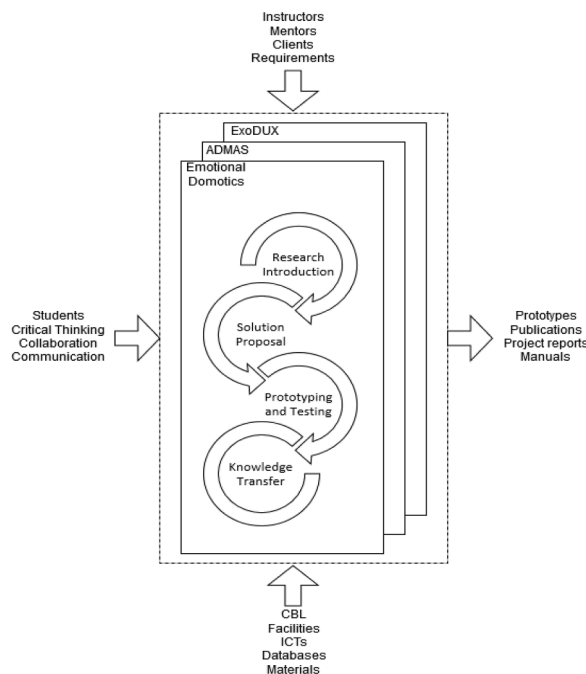 Instructors
Mentors
Clients
Requirements
ExoDUX
ADMAS
Emotional
Domotics
Research
Introduction
Students
Critical Thinking
Collaboration
Communication
Solution
Proposal
Prototypes
Publications
Project reports
Manuals
Prototyping
and Testing
Knowledge
Transfer
CBL
Facilities
ICTs
Databases
Materials